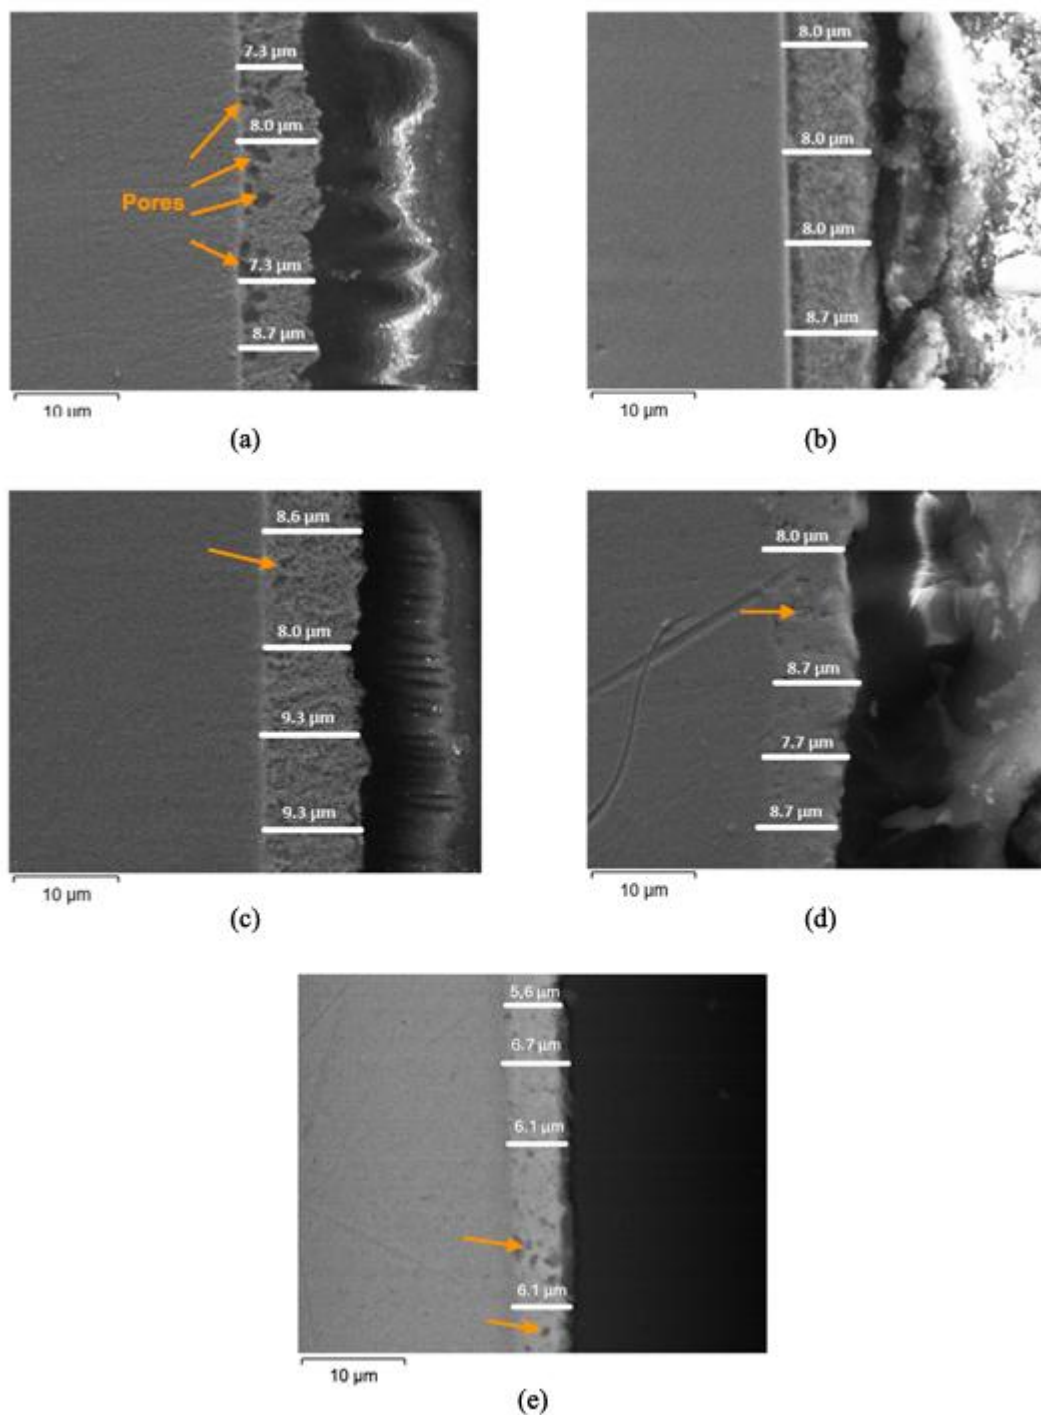 7.3 µm
8.0 µm
Pores
7.3 µm
8.7 µm
10 µm
(a)
8.0 µm
8.0 µm
8.0 µm
8.7 µm
10 µm
(b)
8.6 µm
8.0 µm
9.3 µm
9.3 µm
10 µm
(c)
8.0 µm
8.7 µm
7.7 µm
8.7 µm
10 µm
(d)
5,6 µm
6.7 µm
6.1 µm
6.1 µm
10 µm
(e)